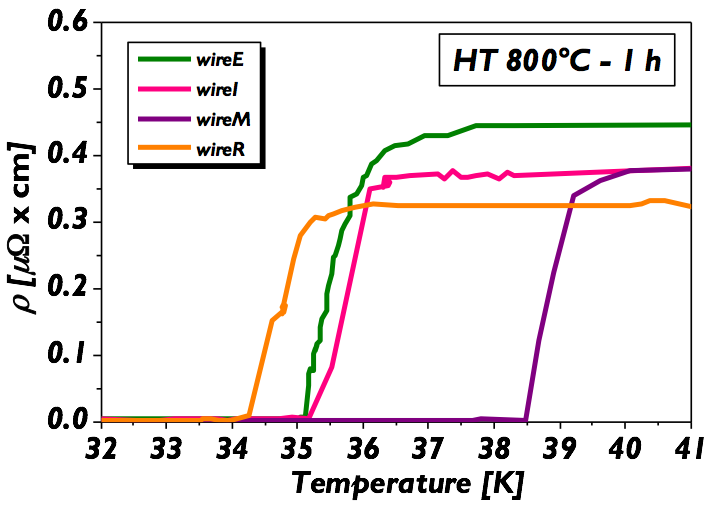 0.6
0.5
0.4
0.3
0.2
0.1
0.0
ρ [μΩ x cm]
wireE
wireI
wireM
wireR
HT 800°C - 1 h
32 33 34 35 36 37 38 39 40 41
Temperature [K]